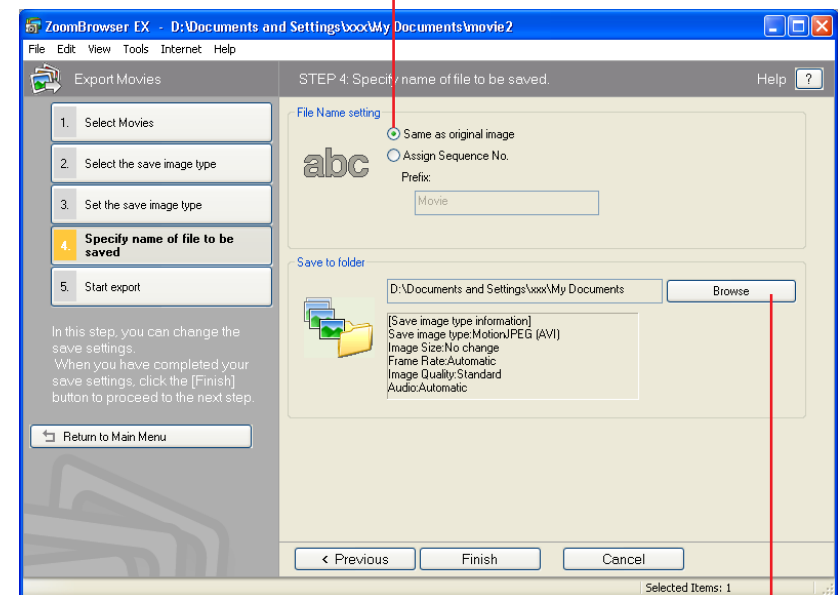 ZoomBrowser EX - D:\Documents and Settings\xxx\My Documents\movie2
File Edit View Tools Internet Help
Export Movies
STEP 4: Specify name of file to be saved.
Help ?
1. Select Movies
2. Select the save image type
3. Set the save image type
4. Specify name of file to be
saved
5. Start export
In this step, you can change the
save settings.
When you have completed your
save settings, click the [Finish]
button to proceed to the next step.
Return to Main Menu
File Name setting
abc
Same as original image
Assign Sequence No.
Prefix:
Movie
Save to folder
D:\Documents and Settings\xxx\My Documents
Browse
[Save image type information]
Save image type:MotionJPEG (AVI)
Image Size:No change
Frame Rate:Automatic
Image Quality:Standard
Audio:Automatic
< Previous
Finish
Cancel
Selected Items: 1